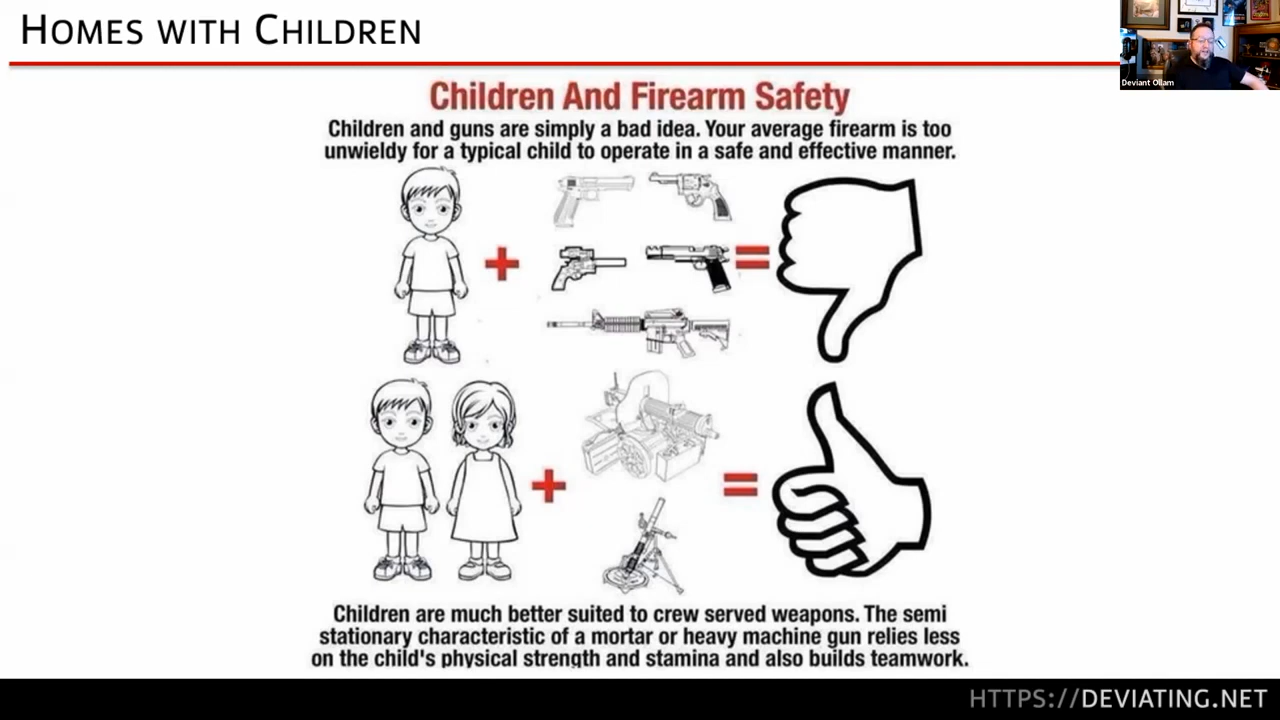 HOMES WITH CHILDREN
Deviant Ollam
Children And Firearm Safety
Children and guns are simply a bad idea. Your average firearm is too
unwieldy for a typical child to operate in a safe and effective manner.
+
=
+
=
Children are much better suited to crew served weapons. The semi
stationary characteristic of a mortar or heavy machine gun relies less
on the child's physical strength and stamina and also builds teamwork.
HTTPS://DEVIATING.NET